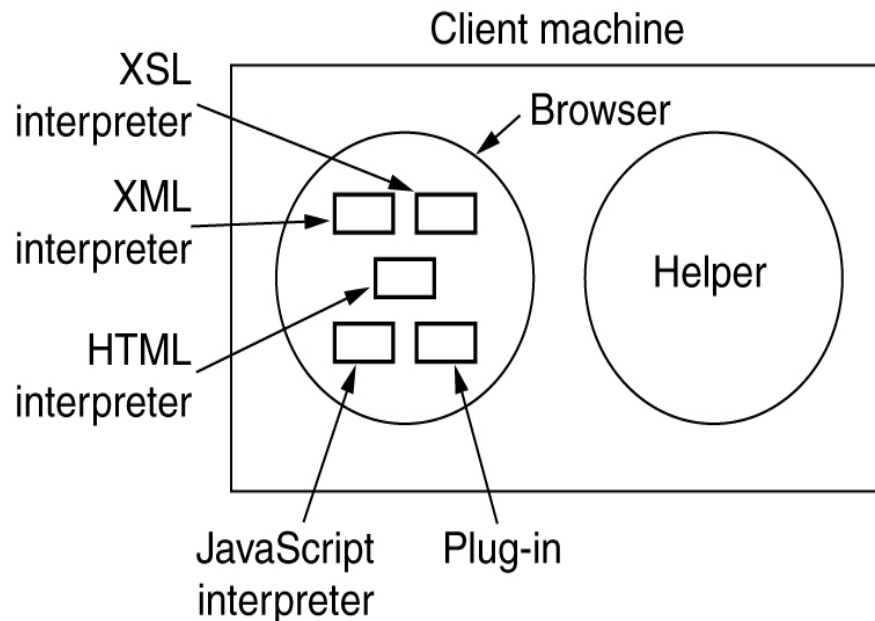 Client machine
XSL
interpreter
Browser
XML
interpreter
Helper
HTML
interpreter
JavaScript
interpreter
Plug-in